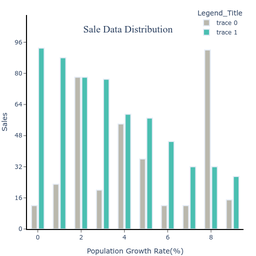 Sale Data Distribution
Legend_Title
trace 0
trace 1
96
80
64
48
32
16
0
Sales
0
2
4
6
8
Population Growth Rate(%)